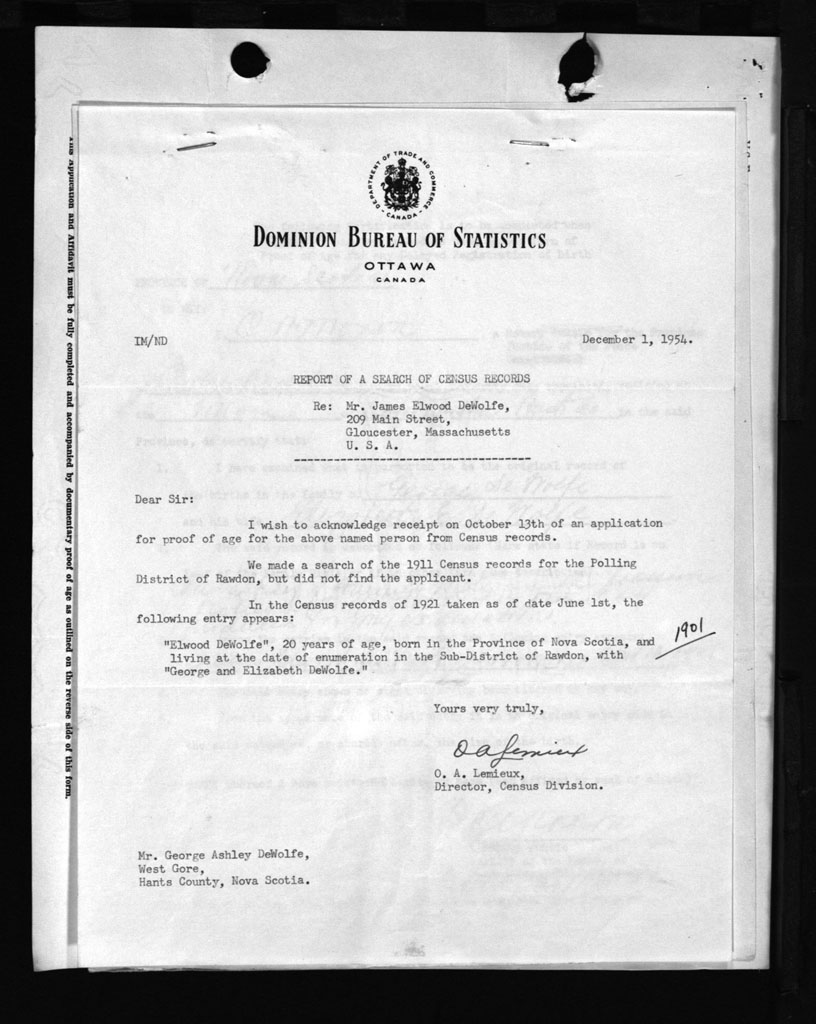 DEPARTMENT OF TRADE AND COMMERCE
CANADA
DOMINION BUREAU OF STATISTICS
OTTAWA
CANADA
IM/ND
December 1, 1954.
REPORT OF A SEARCH OF CENSUS RECORDS
Re: Mr. James Elwood DeWolfe,
209 Main Street,
Gloucester, Massachusetts
U. S. A.
Dear Sir:
I wish to acknowledge receipt on October 13th of an application
for proof of age for the above named person from Census records.
We made a search of the 1911 Census records for the Polling
District of Rawdon, but did not find the applicant.
In the Census records of 1921 taken as of date June 1st, the
following entry appears:
"Elwood DeWolfe", 20 years of age, born in the Province of Nova Scotia, and
living at the date of enumeration in the Sub-District of Rawdon, with
"George and Elizabeth DeWolfe."
1901
Yours very truly,
O A Lemieux
O. A. Lemieux,
Director, Census Division.
Mr. George Ashley DeWolfe,
West Gore,
Hants County, Nova Scotia.
This Application and Affidavit must be fully completed and accompanied by documentary proof of age as outlined on the reverse side of this form.